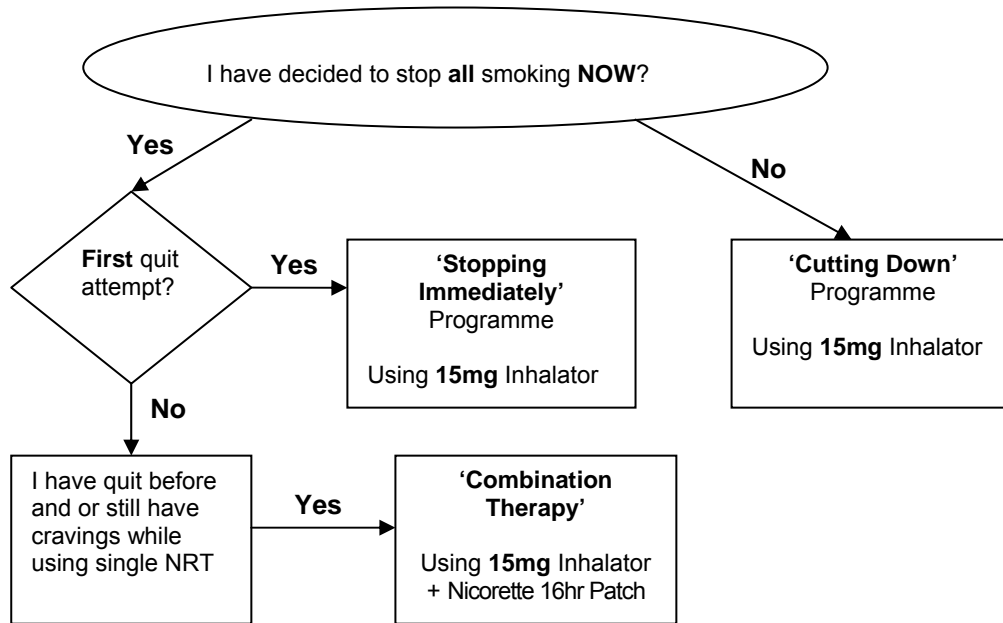 I have decided to stop all smoking NOW?
Yes
No
First quit
attempt?
Yes
‘Stopping
Immediately’
Programme
Using 15mg Inhalator
‘Cutting Down’
Programme
Using 15mg Inhalator
No
I have quit before
and or still have
cravings while
using single NRT
Yes
‘Combination
Therapy’
Using 15mg Inhalator
+ Nicorette 16hr Patch